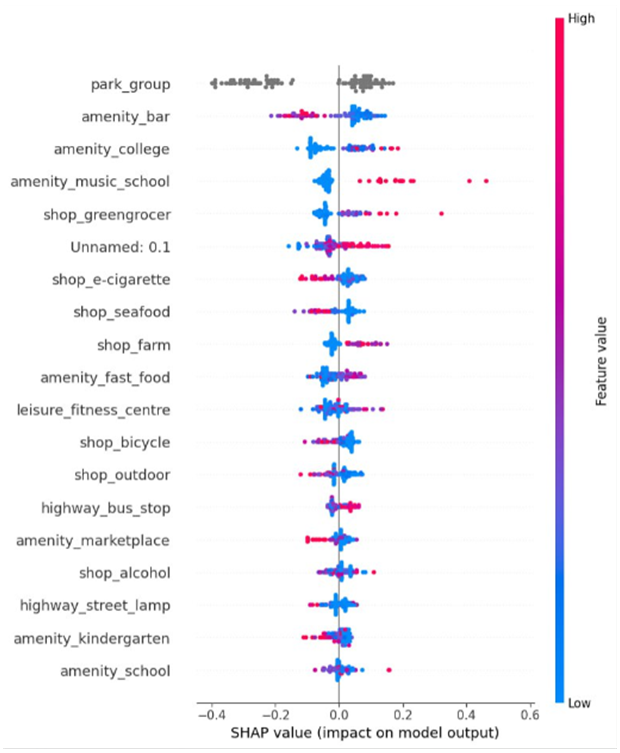 High
park_group
amenity_bar
amenity_college
amenity_music_school
shop_greengrocer
Unnamed: 0.1
shop_e-cigarette
shop_seafood
shop_farm
amenity_fast_food
leisure_fitness_centre
shop_bicycle
shop_outdoor
highway_bus_stop
amenity_marketplace
shop_alcohol
highway_street_lamp
amenity_kindergarten
amenity_school
Feature value
Low
−0.4 −0.2 0.0 0.2 0.4 0.6
SHAP value (impact on model output)